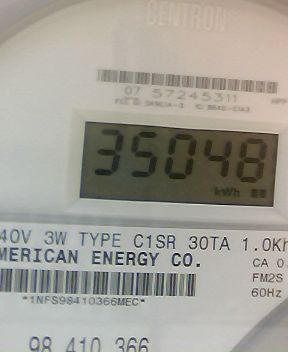 CENTRON
07 57245311
35048
kWh
40V 3W TYPE C1SR 30TA 1.0Kh
MERICAN ENERGY CO.
CA 0.
FM2S
60Hz
*1NFS98410366MEC*
98 410 366